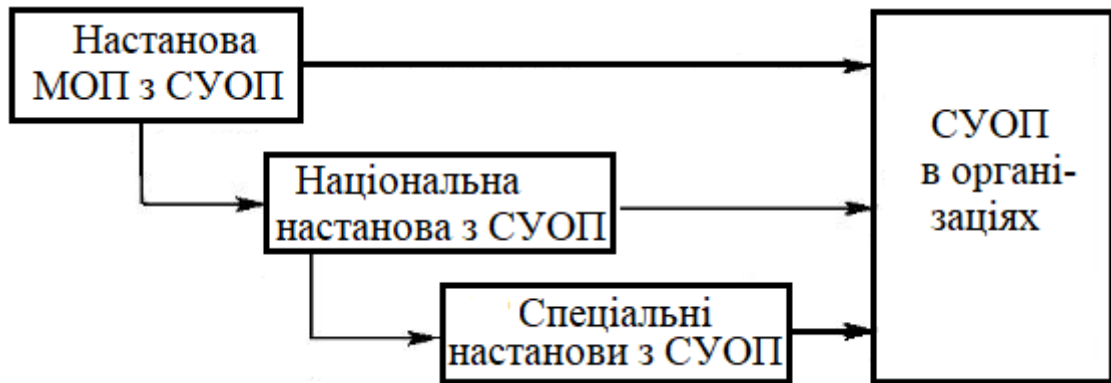 Настанова
МОП з СУОП
Національна
настанова з СУОП
Спеціальні
настанови з СУОП
СУОП
в органі-
заціях